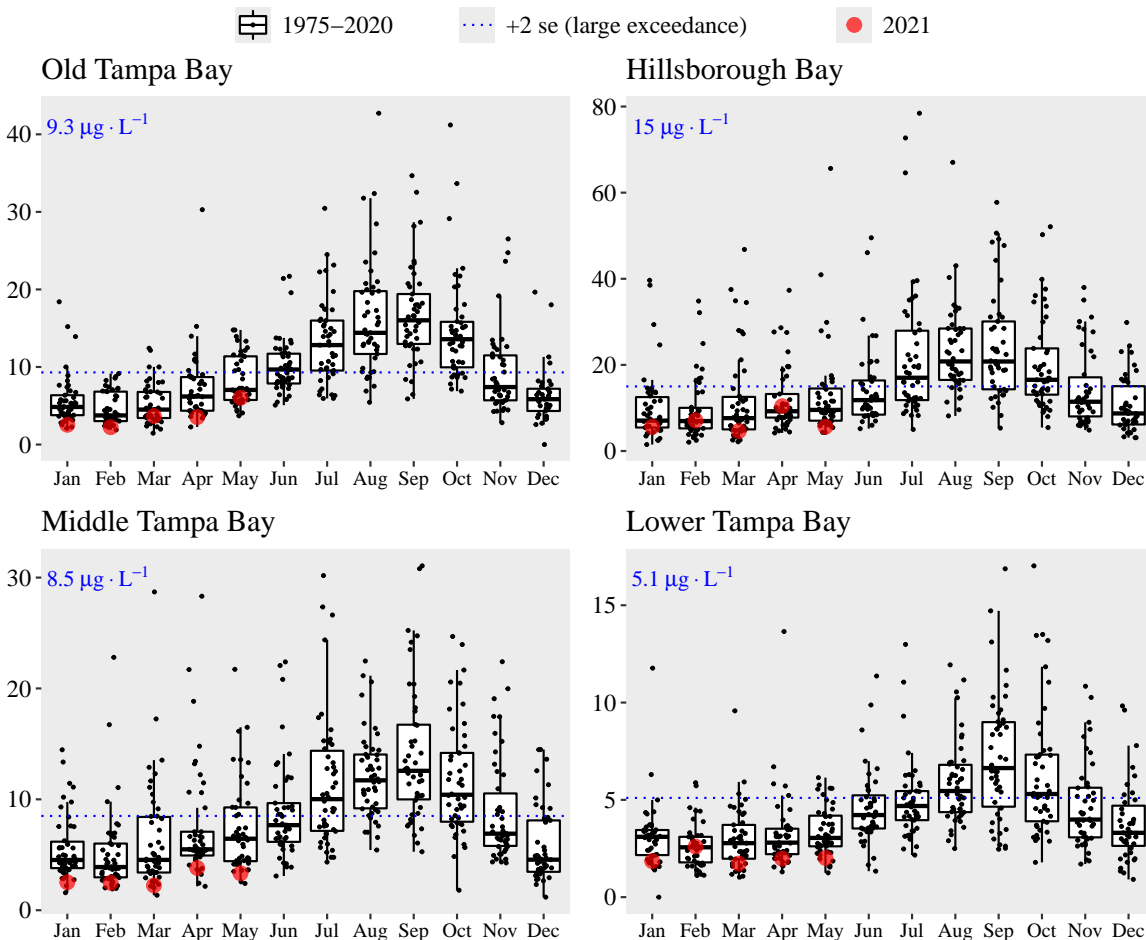 1975–2020 +2 se (large exceedance) 2021
Old Tampa Bay
9.3 μg · L⁻¹
40
30
20
10
0
Jan Feb Mar Apr May Jun Jul Aug Sep Oct Nov Dec
Hillsborough Bay
15 μg · L⁻¹
80
60
40
20
0
Jan Feb Mar Apr May Jun Jul Aug Sep Oct Nov Dec
Middle Tampa Bay
8.5 μg · L⁻¹
30
20
10
0
Jan Feb Mar Apr May Jun Jul Aug Sep Oct Nov Dec
Lower Tampa Bay
5.1 μg · L⁻¹
15
10
5
0
Jan Feb Mar Apr May Jun Jul Aug Sep Oct Nov Dec